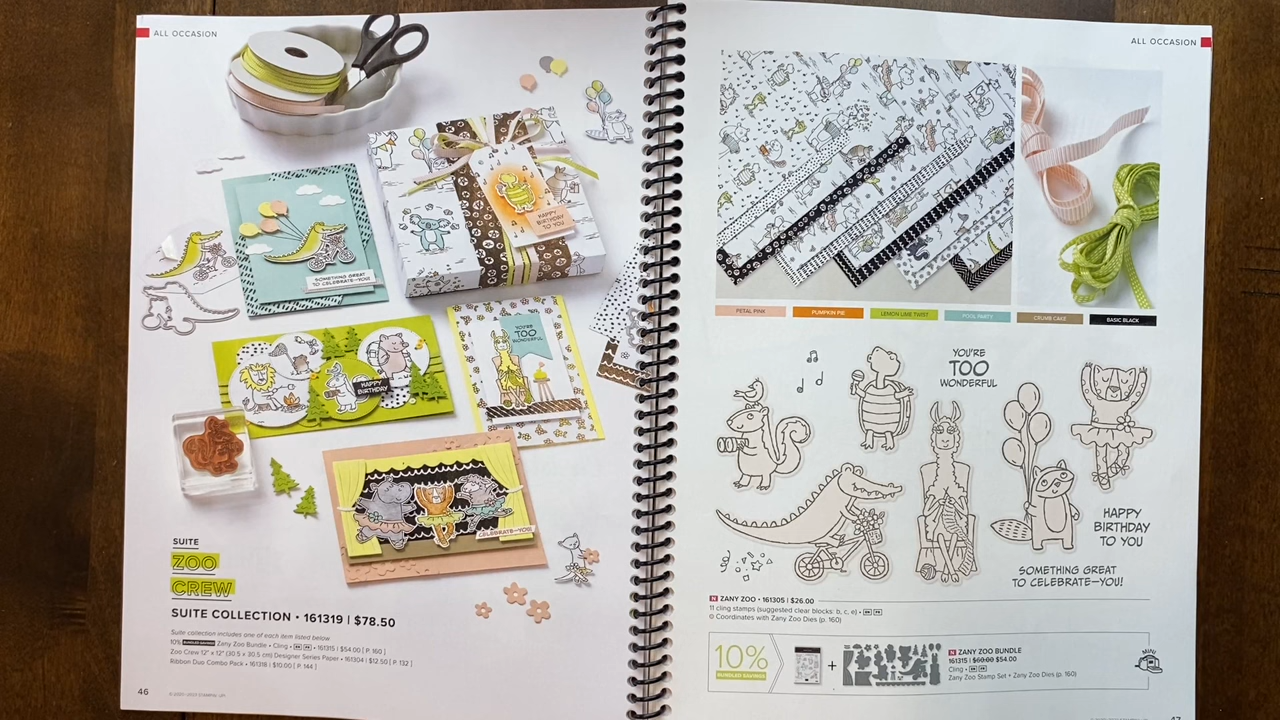 ALL OCCASION
SOMETHING GREAT
TO CELEBRATE—YOU!
HAPPY
BIRTHDAY
TO YOU
HAPPY
BIRTHDAY
YOU'RE
TOO
WONDERFUL
CELEBRATE—YOU!
SUITE
ZOO
CREW
SUITE COLLECTION • 161319 | $78.50
Suite collection includes one of each item listed below.
10% BUNDLED SAVINGS Zany Zoo Bundle • Cling • 161315 | $54.00 | P. 160 |
Zoo Crew 12" x 12" (30.5 x 30.5 cm) Designer Series Paper • 161304 | $12.50 | P. 132 |
Ribbon Duo Combo Pack • 161318 | $10.00 | P. 144 |
46
ALL OCCASION
PETAL PINK
PUMPKIN PIE
LEMON LIME TWIST
POOL PARTY
CRUMB CAKE
BASIC BLACK
YOU'RE
TOO
WONDERFUL
HAPPY
BIRTHDAY
TO YOU
SOMETHING GREAT
TO CELEBRATE—YOU!
N ZANY ZOO • 161305 | $26.00
11 cling stamps (suggested clear blocks: b, c, e) •
Coordinates with Zany Zoo Dies (p. 160)
10%
BUNDLED SAVINGS
+
N ZANY ZOO BUNDLE
161315 | $60.00 $54.00
Cling •
Zany Zoo Stamp Set + Zany Zoo Dies (p. 160)
MINI